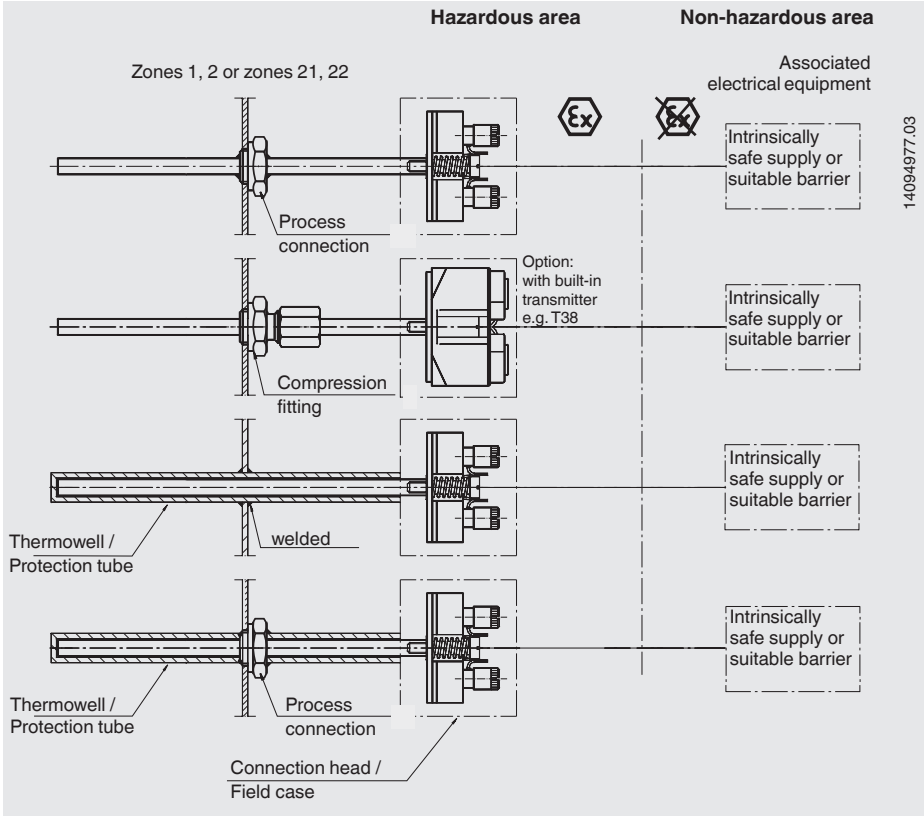 Hazardous area
Non-hazardous area
Zones 1, 2 or zones 21, 22
Associated
electrical equipment
Ex
Ex
14094977.03
Intrinsically
safe supply or
suitable barrier
Process
connection
Option:
with built-in
transmitter
e.g. T38
Intrinsically
safe supply or
suitable barrier
Compression
fitting
Intrinsically
safe supply or
suitable barrier
Thermowell /
Protection tube
welded
Intrinsically
safe supply or
suitable barrier
Thermowell /
Protection tube
Process
connection
Connection head /
Field case